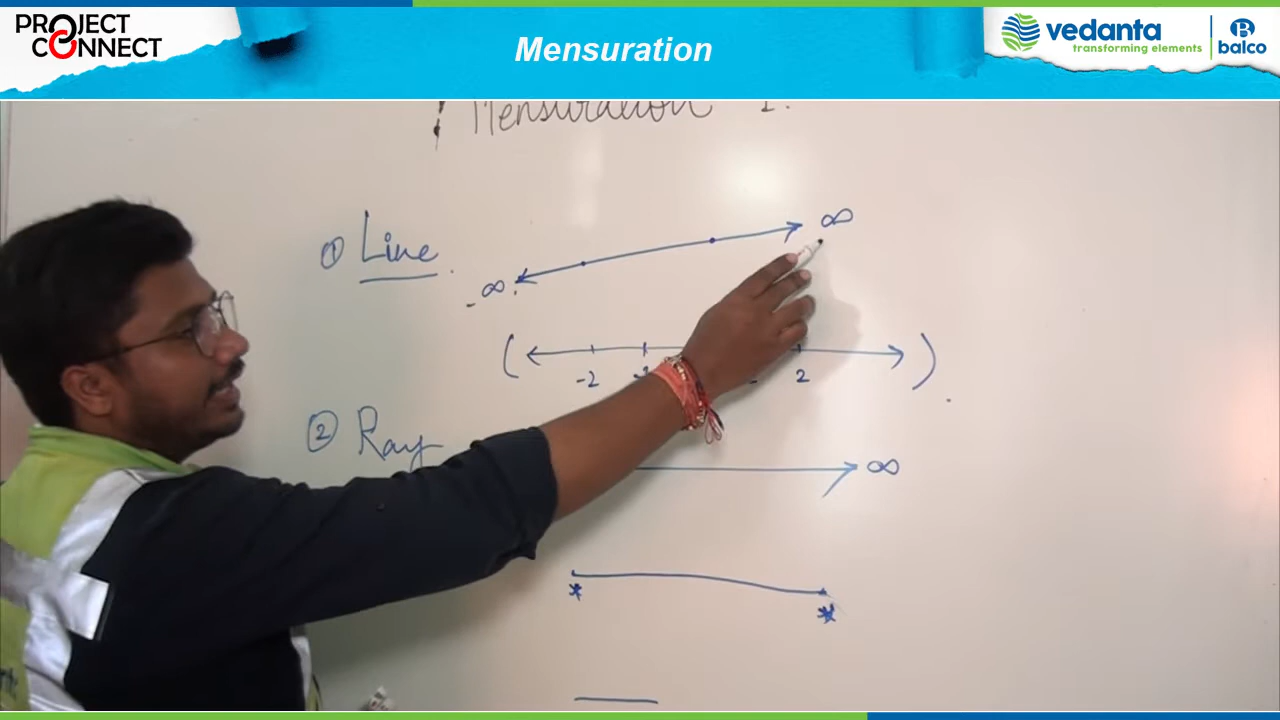 PROJECT
CONNECT
Mensuration
vedanta
transforming elements
balco
! Mensuration I.
① Line.
∞
- ∞.
-2
2
② Ray
∞
* *